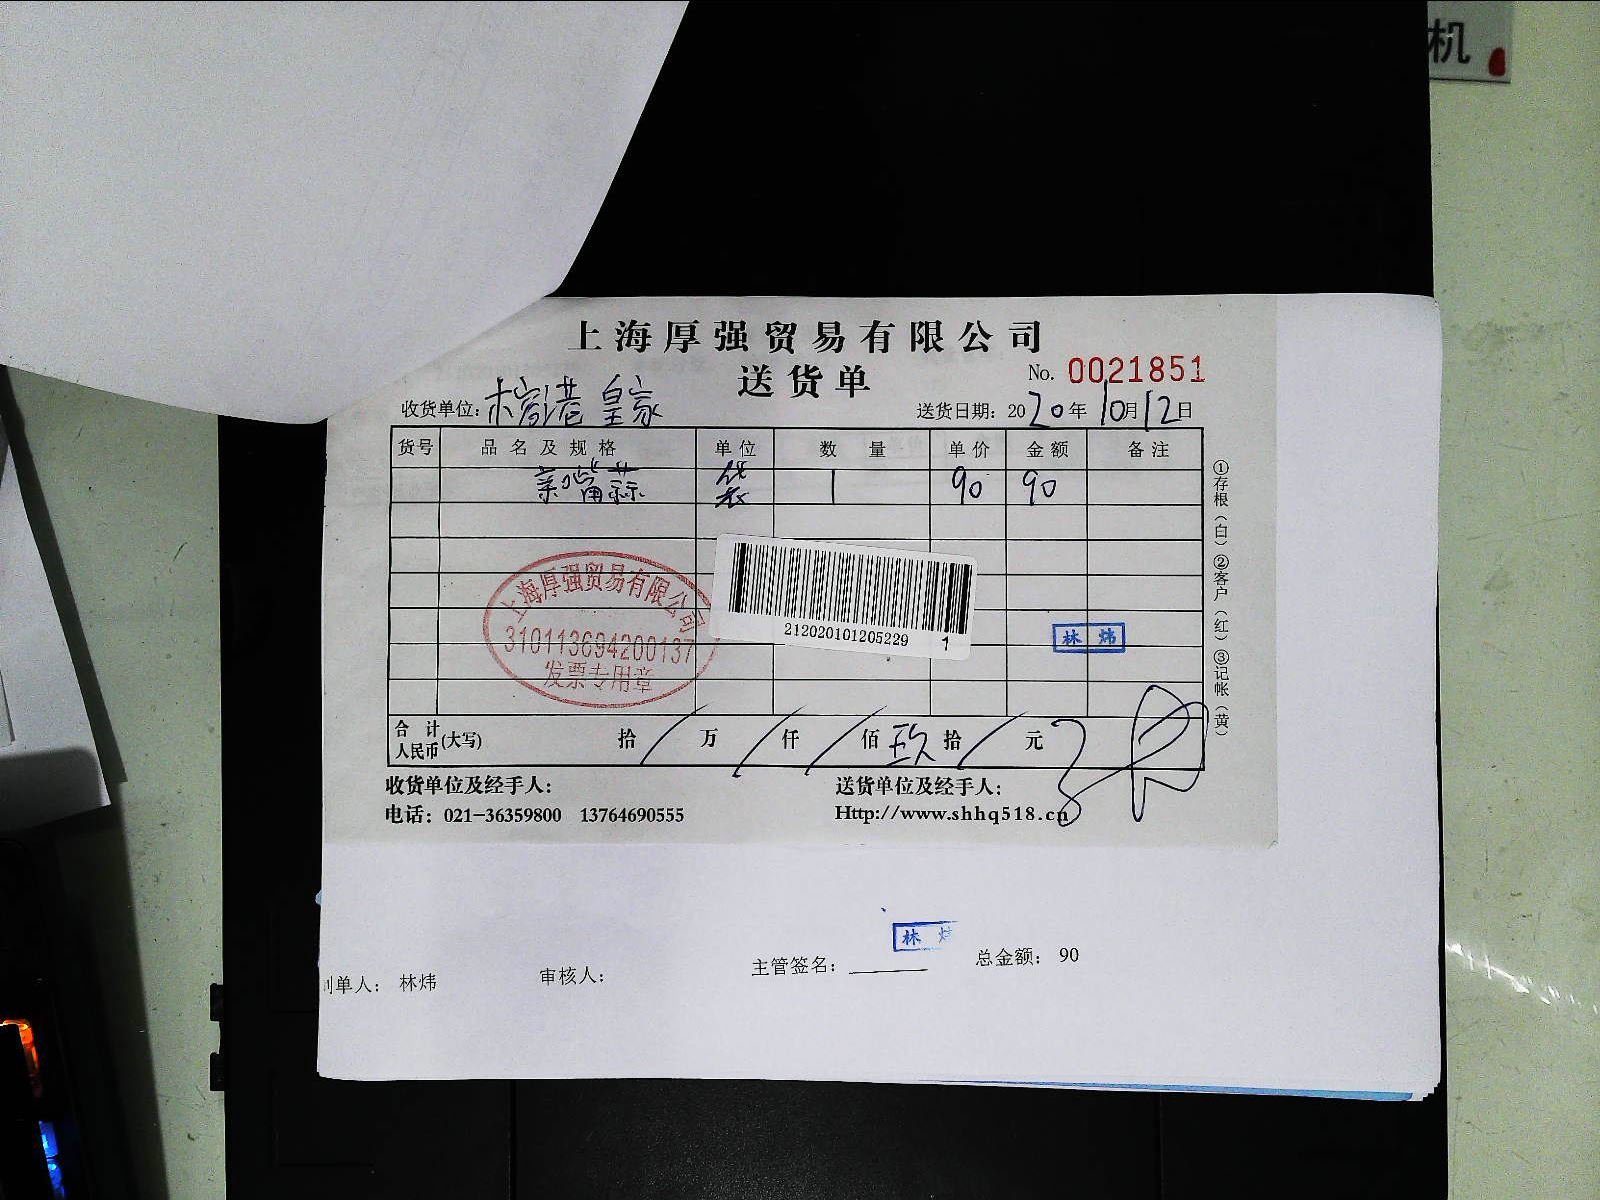 机
上海厚强贸易有限公司
送货单
No. 0021851
收货单位: 皇家
送货日期: 2020年10月12日
货号 品名及规格 单位 数量 单价 金额 备注
亲嘴蒜 袋 1 90 90
①存根（白）②客户（红）③记帐（黄）
上海厚强贸易有限公司
310113694200137
发票专用章
212020101205229 1
林炜
合计人民币(大写) 拾 / 万 / 仟 / 佰 玖 拾 / 元
收货单位及经手人:
送货单位及经手人:
电话: 021-36359800 13764690555
Http://www.shhq518.cn
林炜
制单人: 林炜 审核人: 主管签名: 总金额: 90